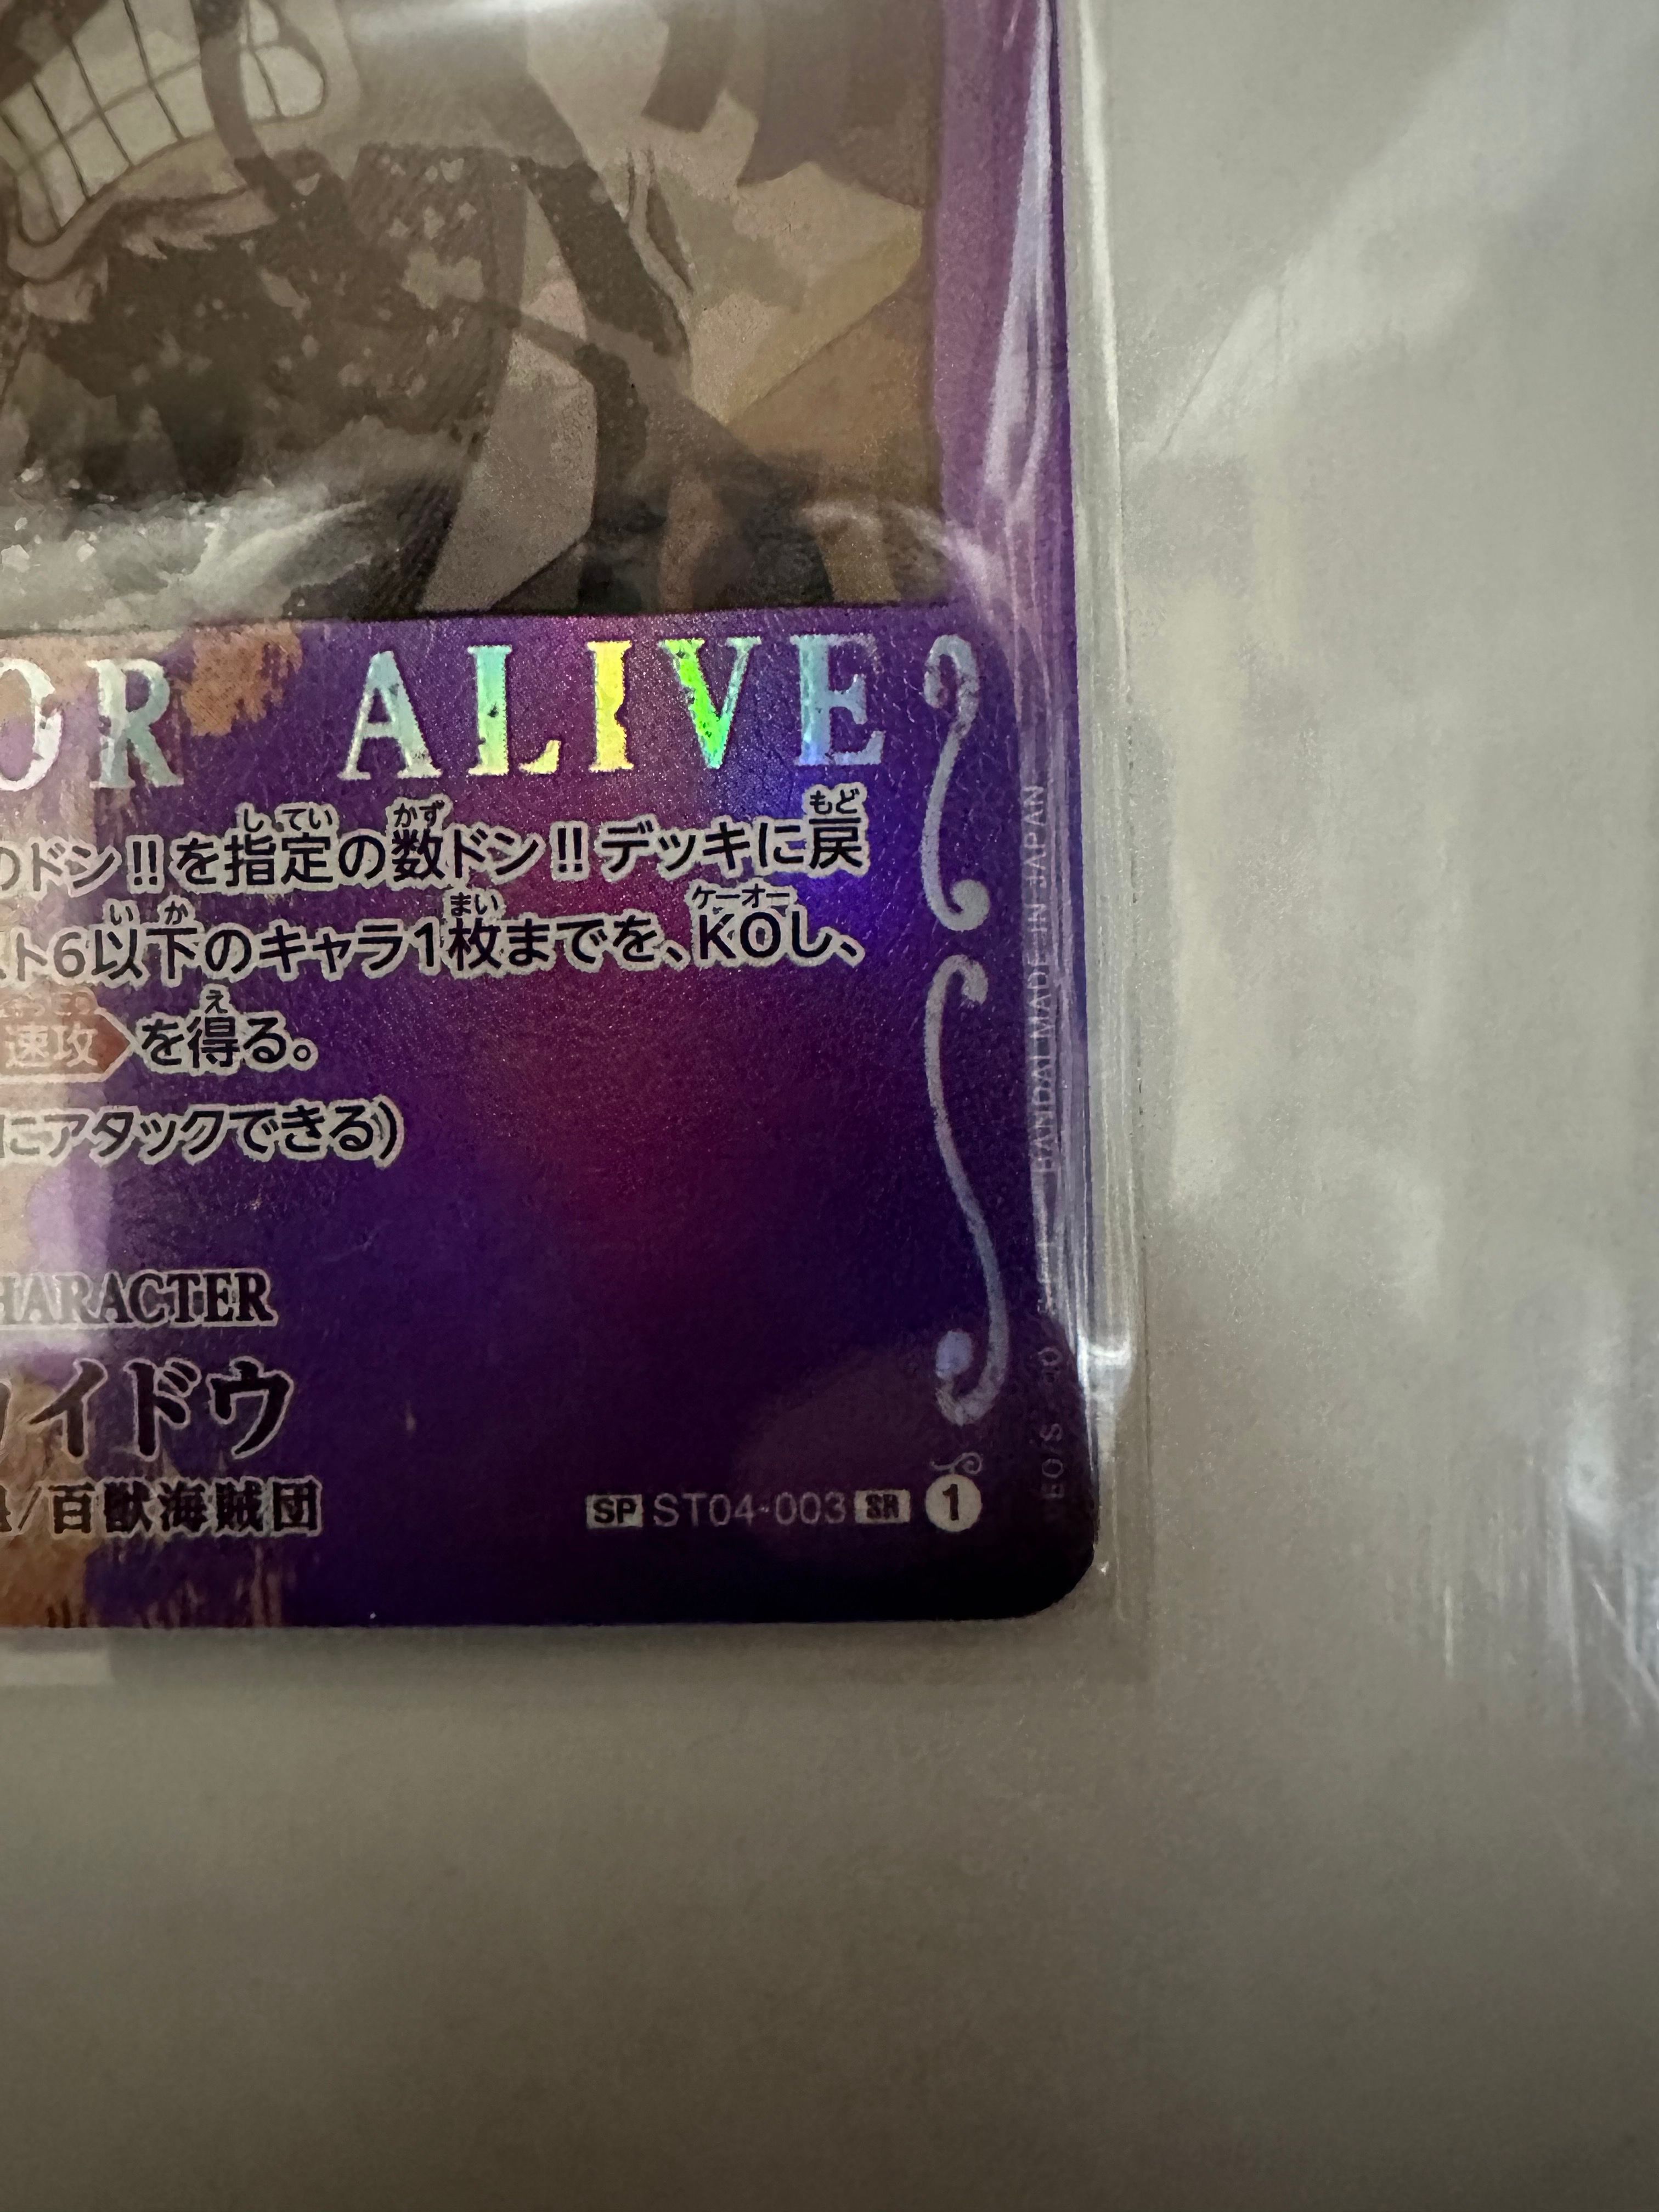 OR ALIVE
のドン!!を指定の数ドン!!デッキに戻
スト6以下のキャラ1枚までを、KOし、
速攻を得る。
にアタックできる)
CHARACTER
カイドウ
/百獣海賊団
SP ST04-003 SR 1
BANDAI MADE IN JAPAN